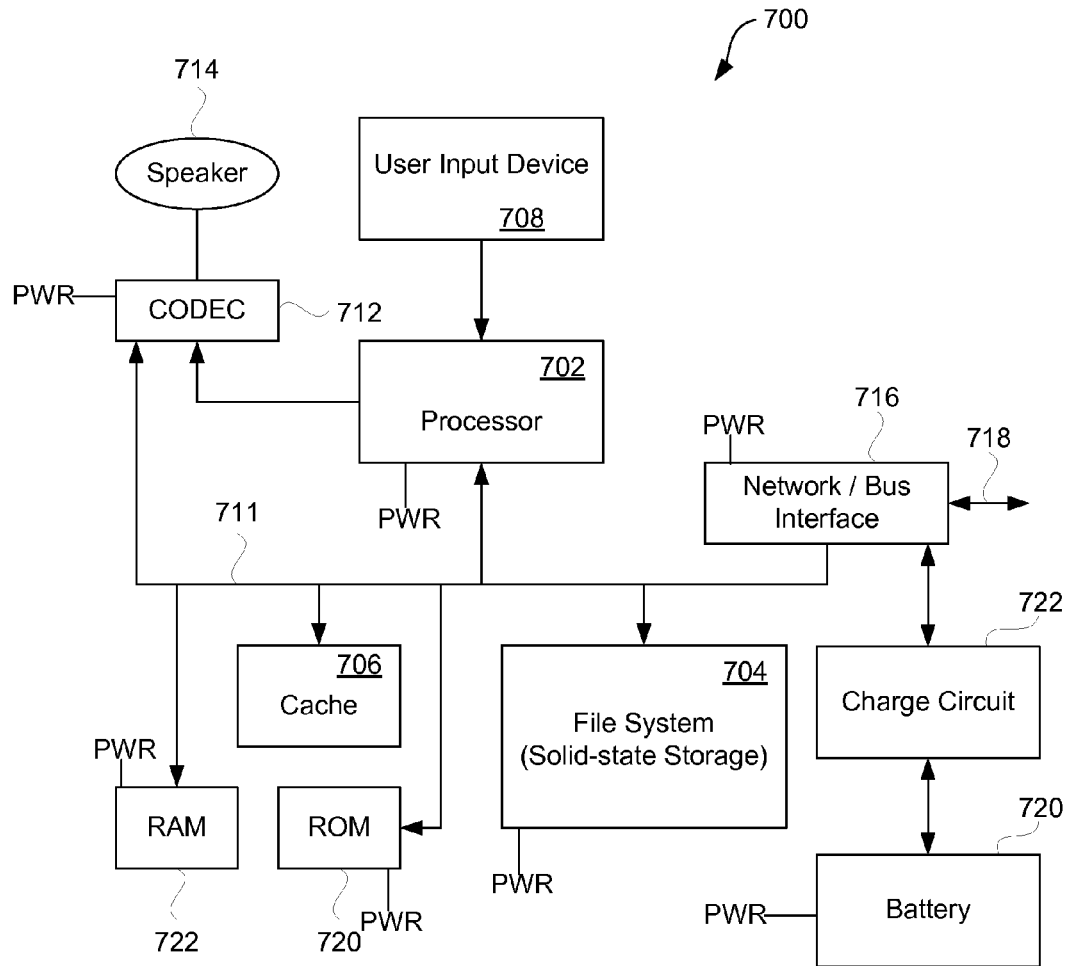 700
714
Speaker
User Input Device
708
PWR
CODEC
712
702
Processor
PWR
716
PWR
718
Network / Bus
Interface
711
722
706
Cache
704
File System
(Solid-state Storage)
Charge Circuit
PWR
RAM
ROM
720
PWR
PWR
722
720
PWR
Battery